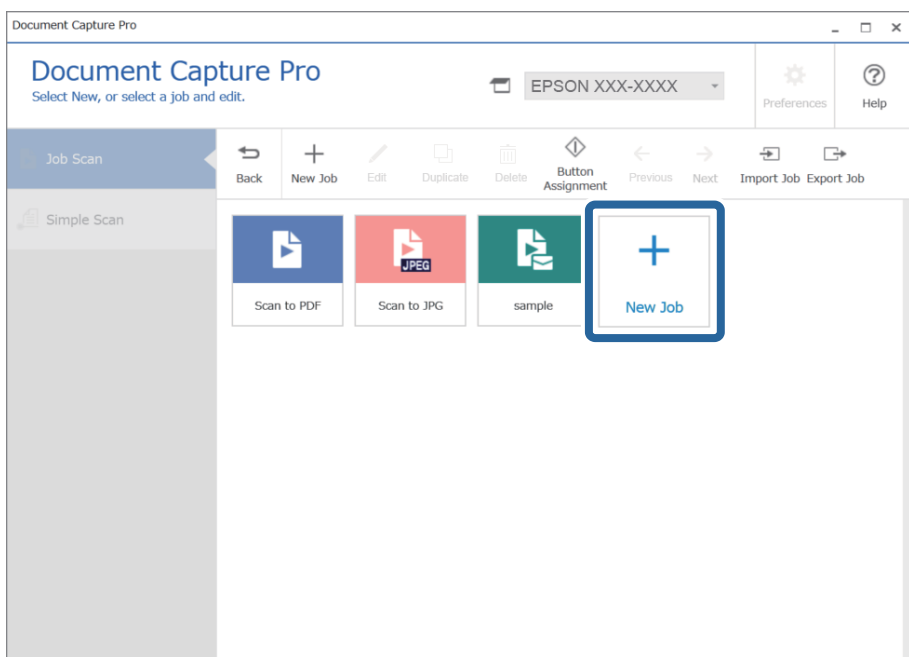 Document Capture Pro
Document Capture Pro
Select New, or select a job and edit.
EPSON XXX-XXXX
Preferences
Help
Job Scan
Simple Scan
Back
New Job
Edit
Duplicate
Delete
Button
Assignment
Previous
Next
Import Job
Export Job
JPEG
Scan to PDF
Scan to JPG
sample
New Job